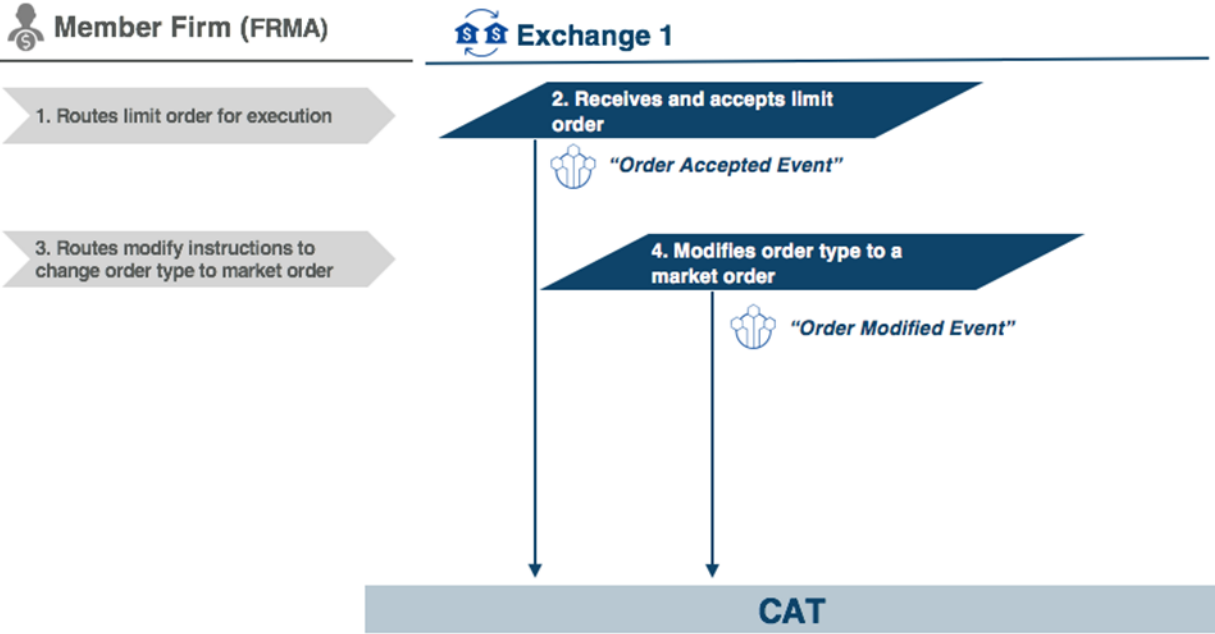 Member Firm (FRMA)
Exchange 1
1. Routes limit order for execution
2. Receives and accepts limit
order
“Order Accepted Event”
3. Routes modify instructions to
change order type to market order
4. Modifies order type to a
market order
“Order Modified Event”
CAT